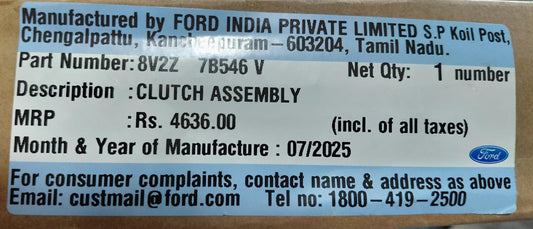 Manufactured by FORD INDIA PRIVATE LIMITED S.P Koil Post,
Chengalpattu, Kancheepuram-603204, Tamil Nadu.
Part Number:8V2Z 7B546 V Net Qty: 1 number
Description :CLUTCH ASSEMBLY
MRP :Rs. 4636.00 (incl. of all taxes)
Month & Year of Manufacture : 07/2025
Ford
For consumer complaints, contact name & address as above
Email: custmail@ford.com Tel no: 1800-419-2500